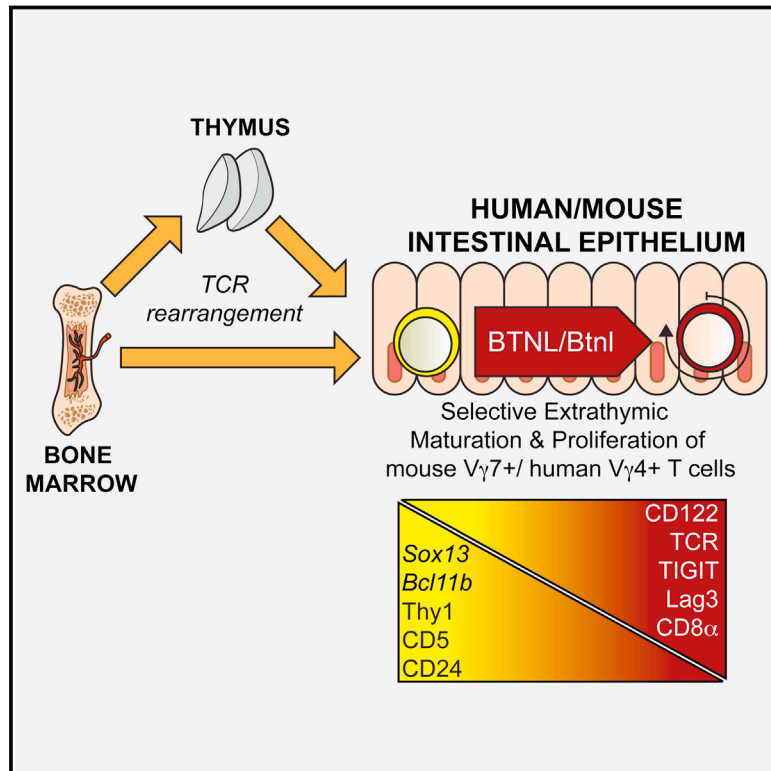 THYMUS
HUMAN/MOUSE
INTESTINAL EPITHELIUM
TCR
rearrangement
BTNL/Btnl
BONE
MARROW
Selective Extrathymic
Maturation & Proliferation of
mouse Vγ7+/ human Vγ4+ T cells
Sox13
Bcl11b
Thy1
CD5
CD24
CD122
TCR
TIGIT
Lag3
CD8α